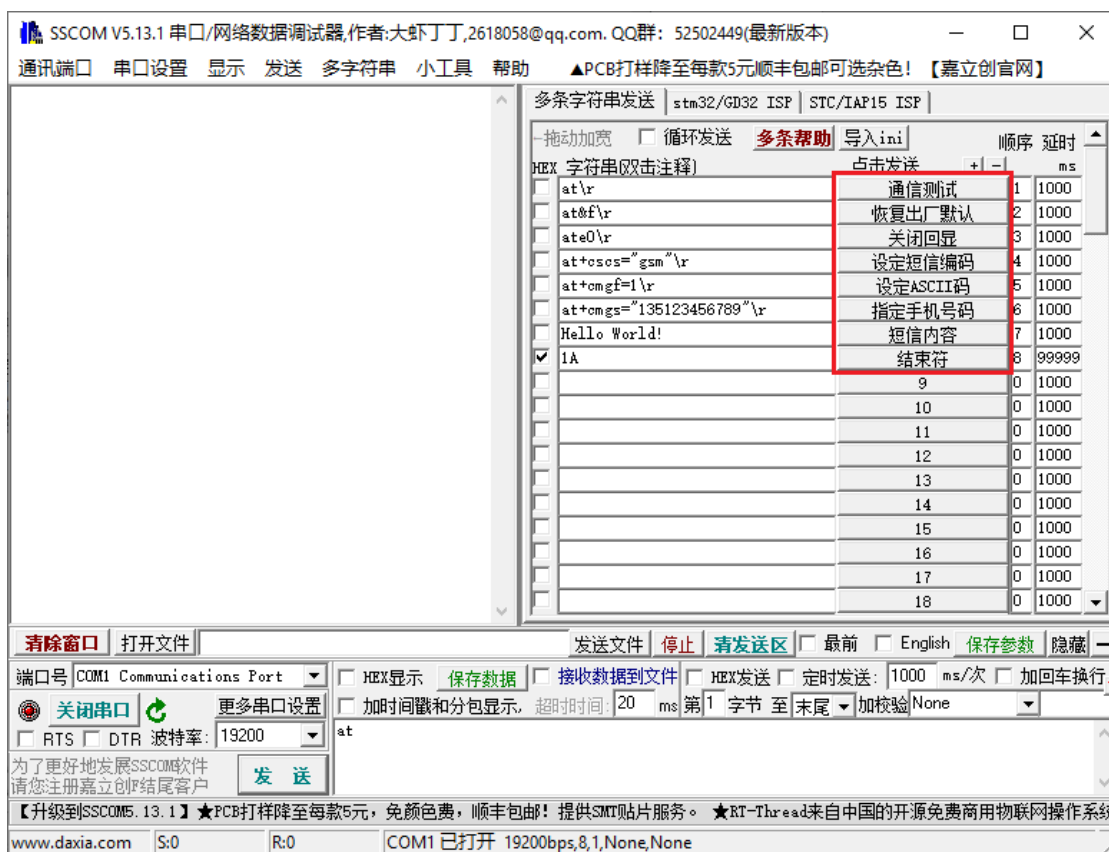 SSCOM V5.13.1 串口/网络数据调试器,作者:大虾丁丁,2618058@qq.com. QQ群: 52502449(最新版本)
通讯端口 串口设置 显示 发送 多字符串 小工具 帮助 ▲PCB打样降至每款5元顺丰包邮可选杂色! 【嘉立创官网】
多条字符串发送 stm32/GD32 ISP STC/IAP15 ISP
←拖动加宽 循环发送 多条帮助 导入ini 顺序 延时
HEX 字符串(双击注释) 点击发送 + - ms
at\r 通信测试 1 1000
at&f\r 恢复出厂默认 2 1000
ate0\r 关闭回显 3 1000
at+cscs="gsm"\r 设定短信编码 4 1000
at+cmgf=1\r 设定ASCII码 5 1000
at+cmgs="135123456789"\r 指定手机号码 6 1000
Hello World! 短信内容 7 1000
1A 结束符 8 99999
9 0 1000
10 0 1000
11 0 1000
12 0 1000
13 0 1000
14 0 1000
15 0 1000
16 0 1000
17 0 1000
18 0 1000
清除窗口 打开文件 发送文件 停止 清发送区 最前 English 保存参数 隐藏
端口号 COM1 Communications Port HEX显示 保存数据 接收数据到文件 HEX发送 定时发送: 1000 ms/次 加回车换行
关闭串口 更多串口设置 加时间戳和分包显示, 超时时间: 20 ms 第 1 字节 至 末尾 加校验 None
RTS DTR 波特率: 19200 at
为了更好地发展SSCOM软件
请您注册嘉立创F结尾客户 发 送
【升级到SSCOM5.13.1】★PCB打样降至每款5元, 免颜色费, 顺丰包邮! 提供SMT贴片服务。 ★RT-Thread来自中国的开源免费商用物联网操作系
www.daxia.com S:0 R:0 COM1 已打开 19200bps,8,1,None,None